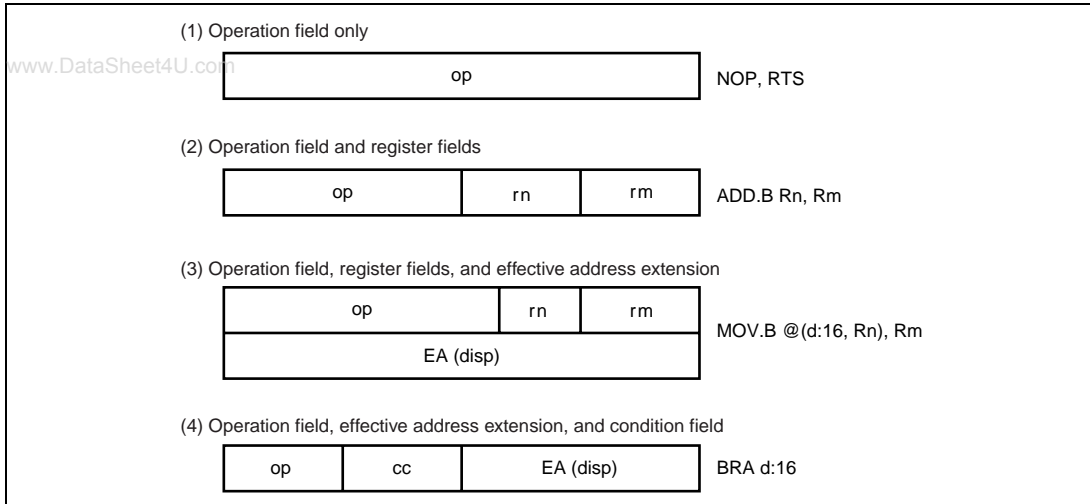 (1) Operation field only
www.DataSheet4U.com
op
NOP, RTS
(2) Operation field and register fields
op rn rm
ADD.B Rn, Rm
(3) Operation field, register fields, and effective address extension
op rn rm
MOV.B @(d:16, Rn), Rm
EA (disp)
(4) Operation field, effective address extension, and condition field
op cc EA (disp)
BRA d:16